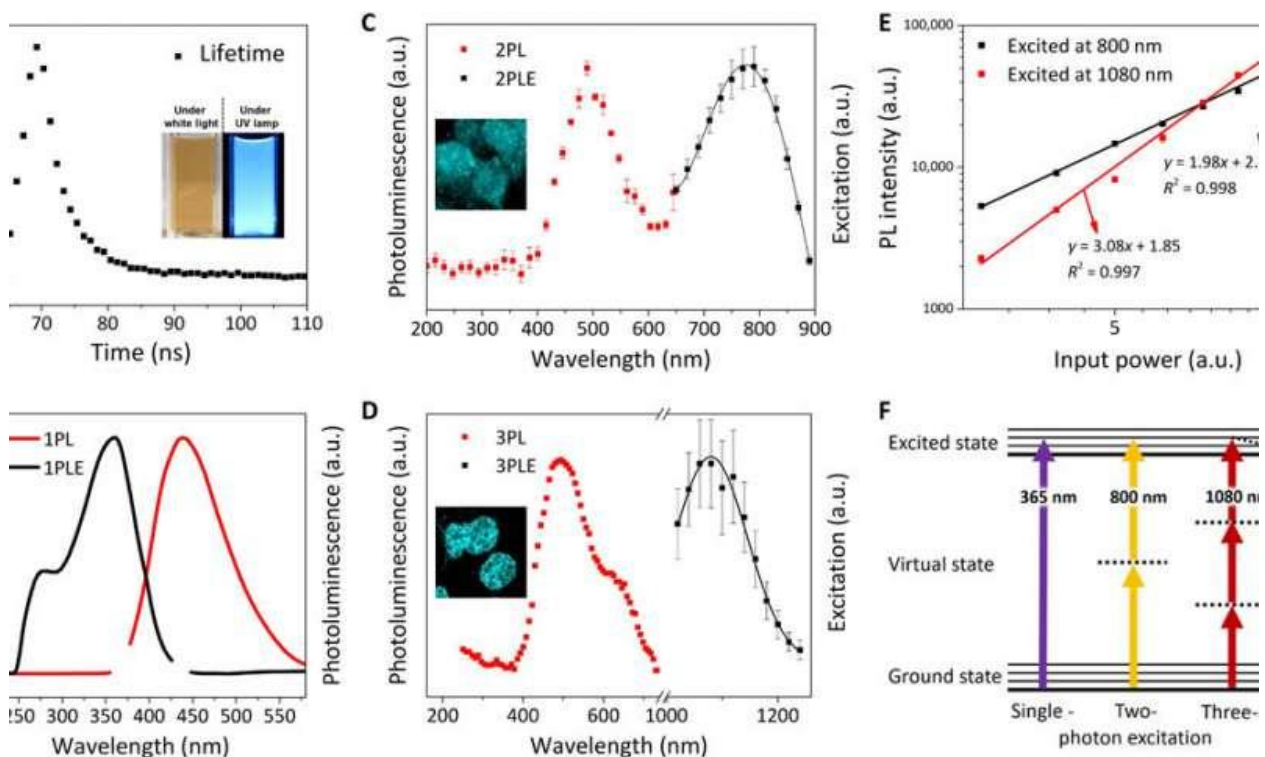 Lifetime
Under white light
Under UV lamp
70 80 90 100 110
Time (ns)
C
2PL
2PLE
Photoluminescence (a.u.)
Excitation (a.u.)
200 300 400 500 600 700 800 900
Wavelength (nm)
E
100,000
10,000
1000
Excited at 800 nm
Excited at 1080 nm
y = 1.98x + 2.
R² = 0.998
y = 3.08x + 1.85
R² = 0.997
PL intensity (a.u.)
5
Input power (a.u.)
1PL
1PLE
Photoluminescence (a.u.)
250 300 350 400 450 500 550
Wavelength (nm)
D
3PL
3PLE
Photoluminescence (a.u.)
Excitation (a.u.)
200 400 600 1000 1200
Wavelength (nm)
F
Excited state
365 nm
800 nm
1080 nm
Virtual state
Ground state
Single - Two- Three-
photon excitation